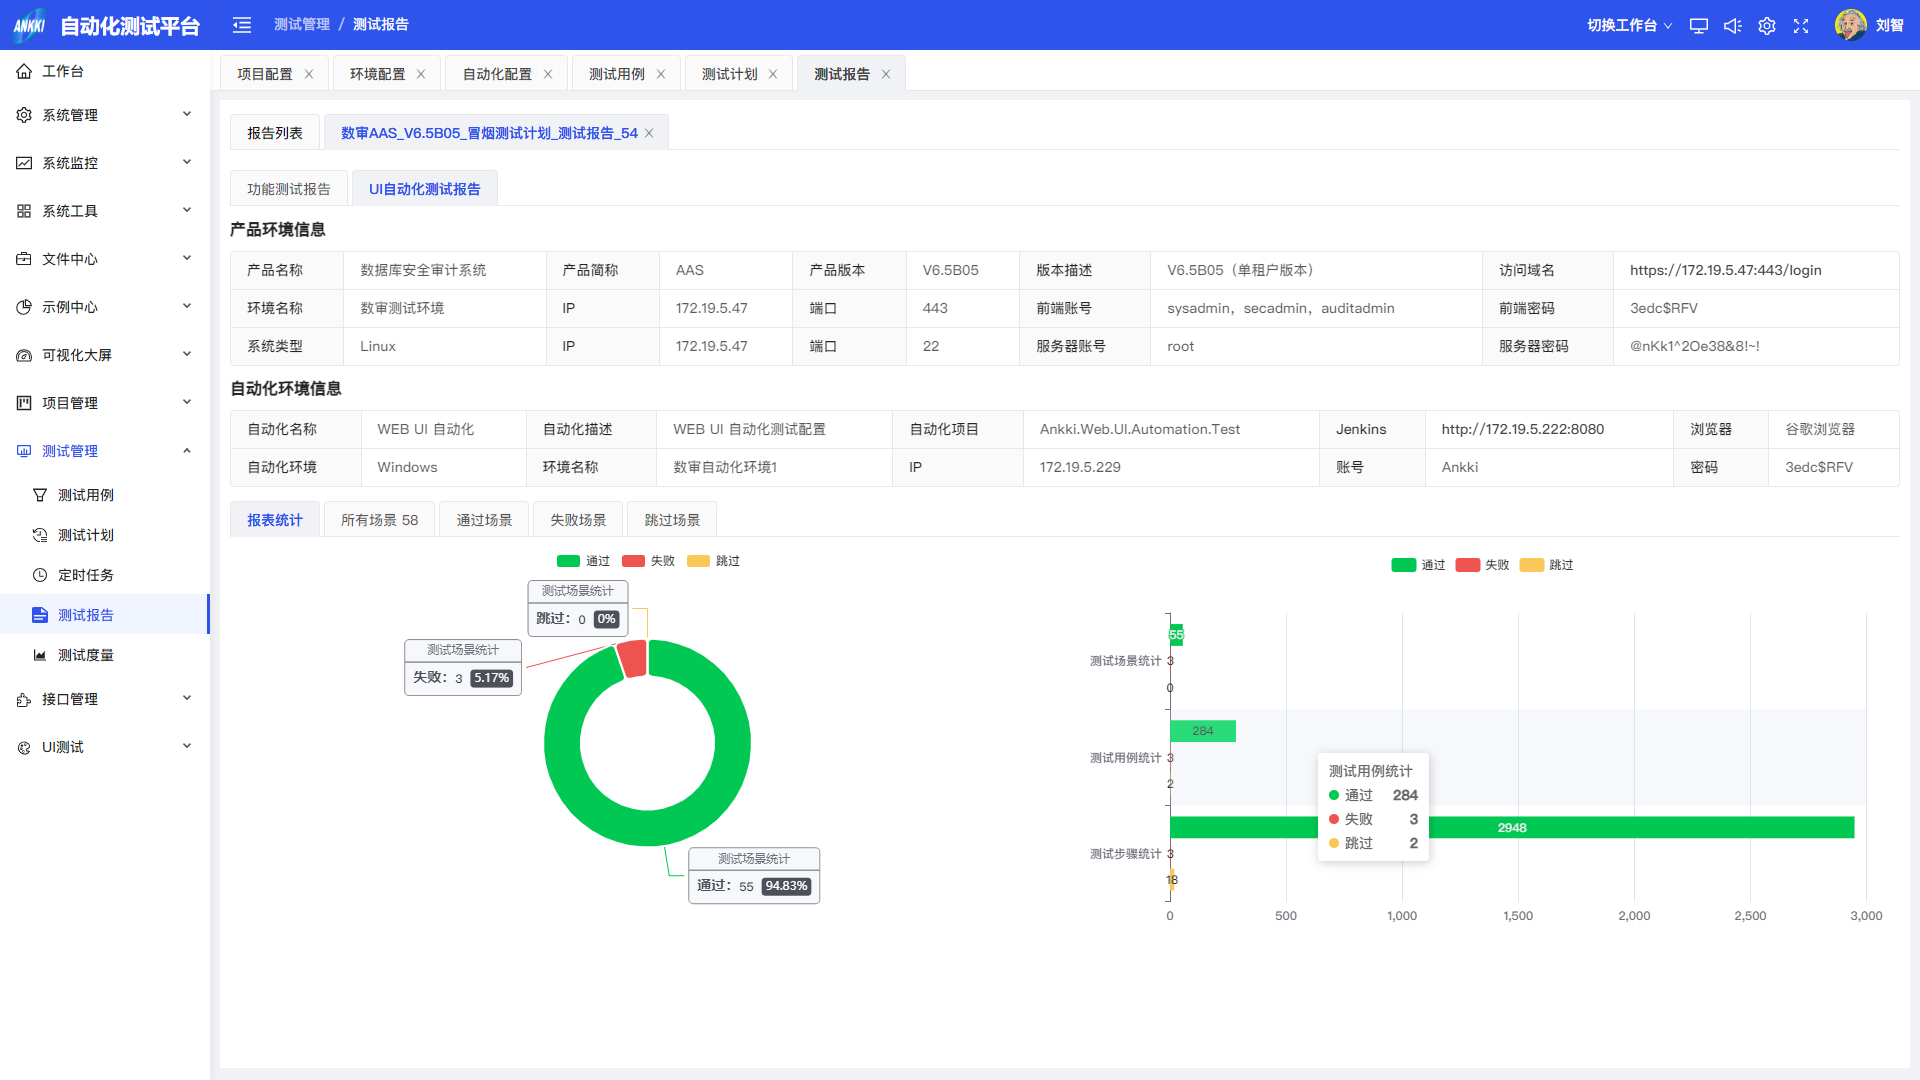 ANKKI 自动化测试平台
测试管理 / 测试报告
切换工作台
刘智
工作台
系统管理
系统监控
系统工具
文件中心
示例中心
可视化大屏
项目管理
测试管理
测试用例
测试计划
定时任务
测试报告
测试度量
接口管理
UI测试
项目配置 环境配置 自动化配置 测试用例 测试计划 测试报告
报告列表 数审AAS_V6.5B05_冒烟测试计划_测试报告_54
功能测试报告 UI自动化测试报告
产品环境信息
产品名称 数据库安全审计系统 产品简称 AAS 产品版本 V6.5B05 版本描述 V6.5B05（单租户版本） 访问域名 https://172.19.5.47:443/login
环境名称 数审测试环境 IP 172.19.5.47 端口 443 前端账号 sysadmin，secadmin，auditadmin 前端密码 3edc$RFV
系统类型 Linux IP 172.19.5.47 端口 22 服务器账号 root 服务器密码 @nKk1^2Oe38&8!~!
自动化环境信息
自动化名称 WEB UI 自动化 自动化描述 WEB UI 自动化测试配置 自动化项目 Ankki.Web.UI.Automation.Test Jenkins http://172.19.5.222:8080 浏览器 谷歌浏览器
自动化环境 Windows 环境名称 数审自动化环境1 IP 172.19.5.229 账号 Ankki 密码 3edc$RFV
报表统计 所有场景 58 通过场景 失败场景 跳过场景
通过 失败 跳过
测试场景统计
跳过：0 0%
测试场景统计
失败：3 5.17%
测试场景统计
通过：55 94.83%
通过 失败 跳过
55
测试场景统计 3
0
284
测试用例统计 3
2
2948
测试步骤统计 3
18
0 500 1,000 1,500 2,000 2,500 3,000
测试用例统计
通过 284
失败 3
跳过 2